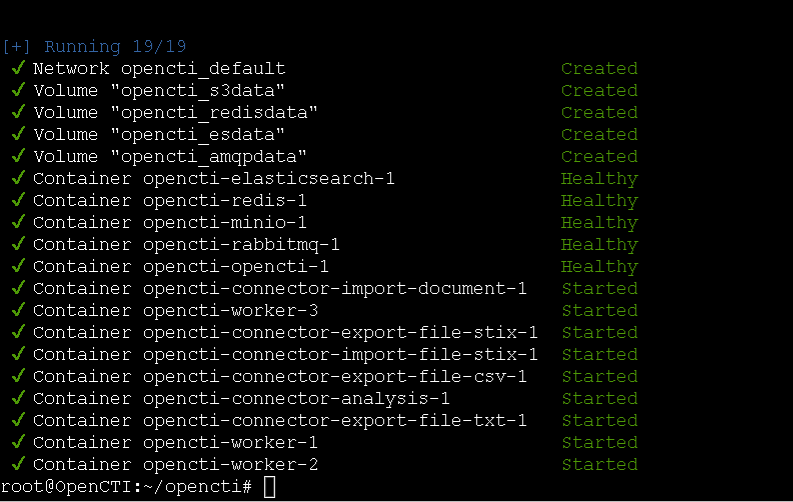 [+] Running 19/19
✓ Network opencti_default Created
✓ Volume "opencti_s3data" Created
✓ Volume "opencti_redisdata" Created
✓ Volume "opencti_esdata" Created
✓ Volume "opencti_amqpdata" Created
✓ Container opencti-elasticsearch-1 Healthy
✓ Container opencti-redis-1 Healthy
✓ Container opencti-minio-1 Healthy
✓ Container opencti-rabbitmq-1 Healthy
✓ Container opencti-opencti-1 Healthy
✓ Container opencti-connector-import-document-1 Started
✓ Container opencti-worker-3 Started
✓ Container opencti-connector-export-file-stix-1 Started
✓ Container opencti-connector-import-file-stix-1 Started
✓ Container opencti-connector-export-file-csv-1 Started
✓ Container opencti-connector-analysis-1 Started
✓ Container opencti-connector-export-file-txt-1 Started
✓ Container opencti-worker-1 Started
✓ Container opencti-worker-2 Started
root@OpenCTI:~/opencti#